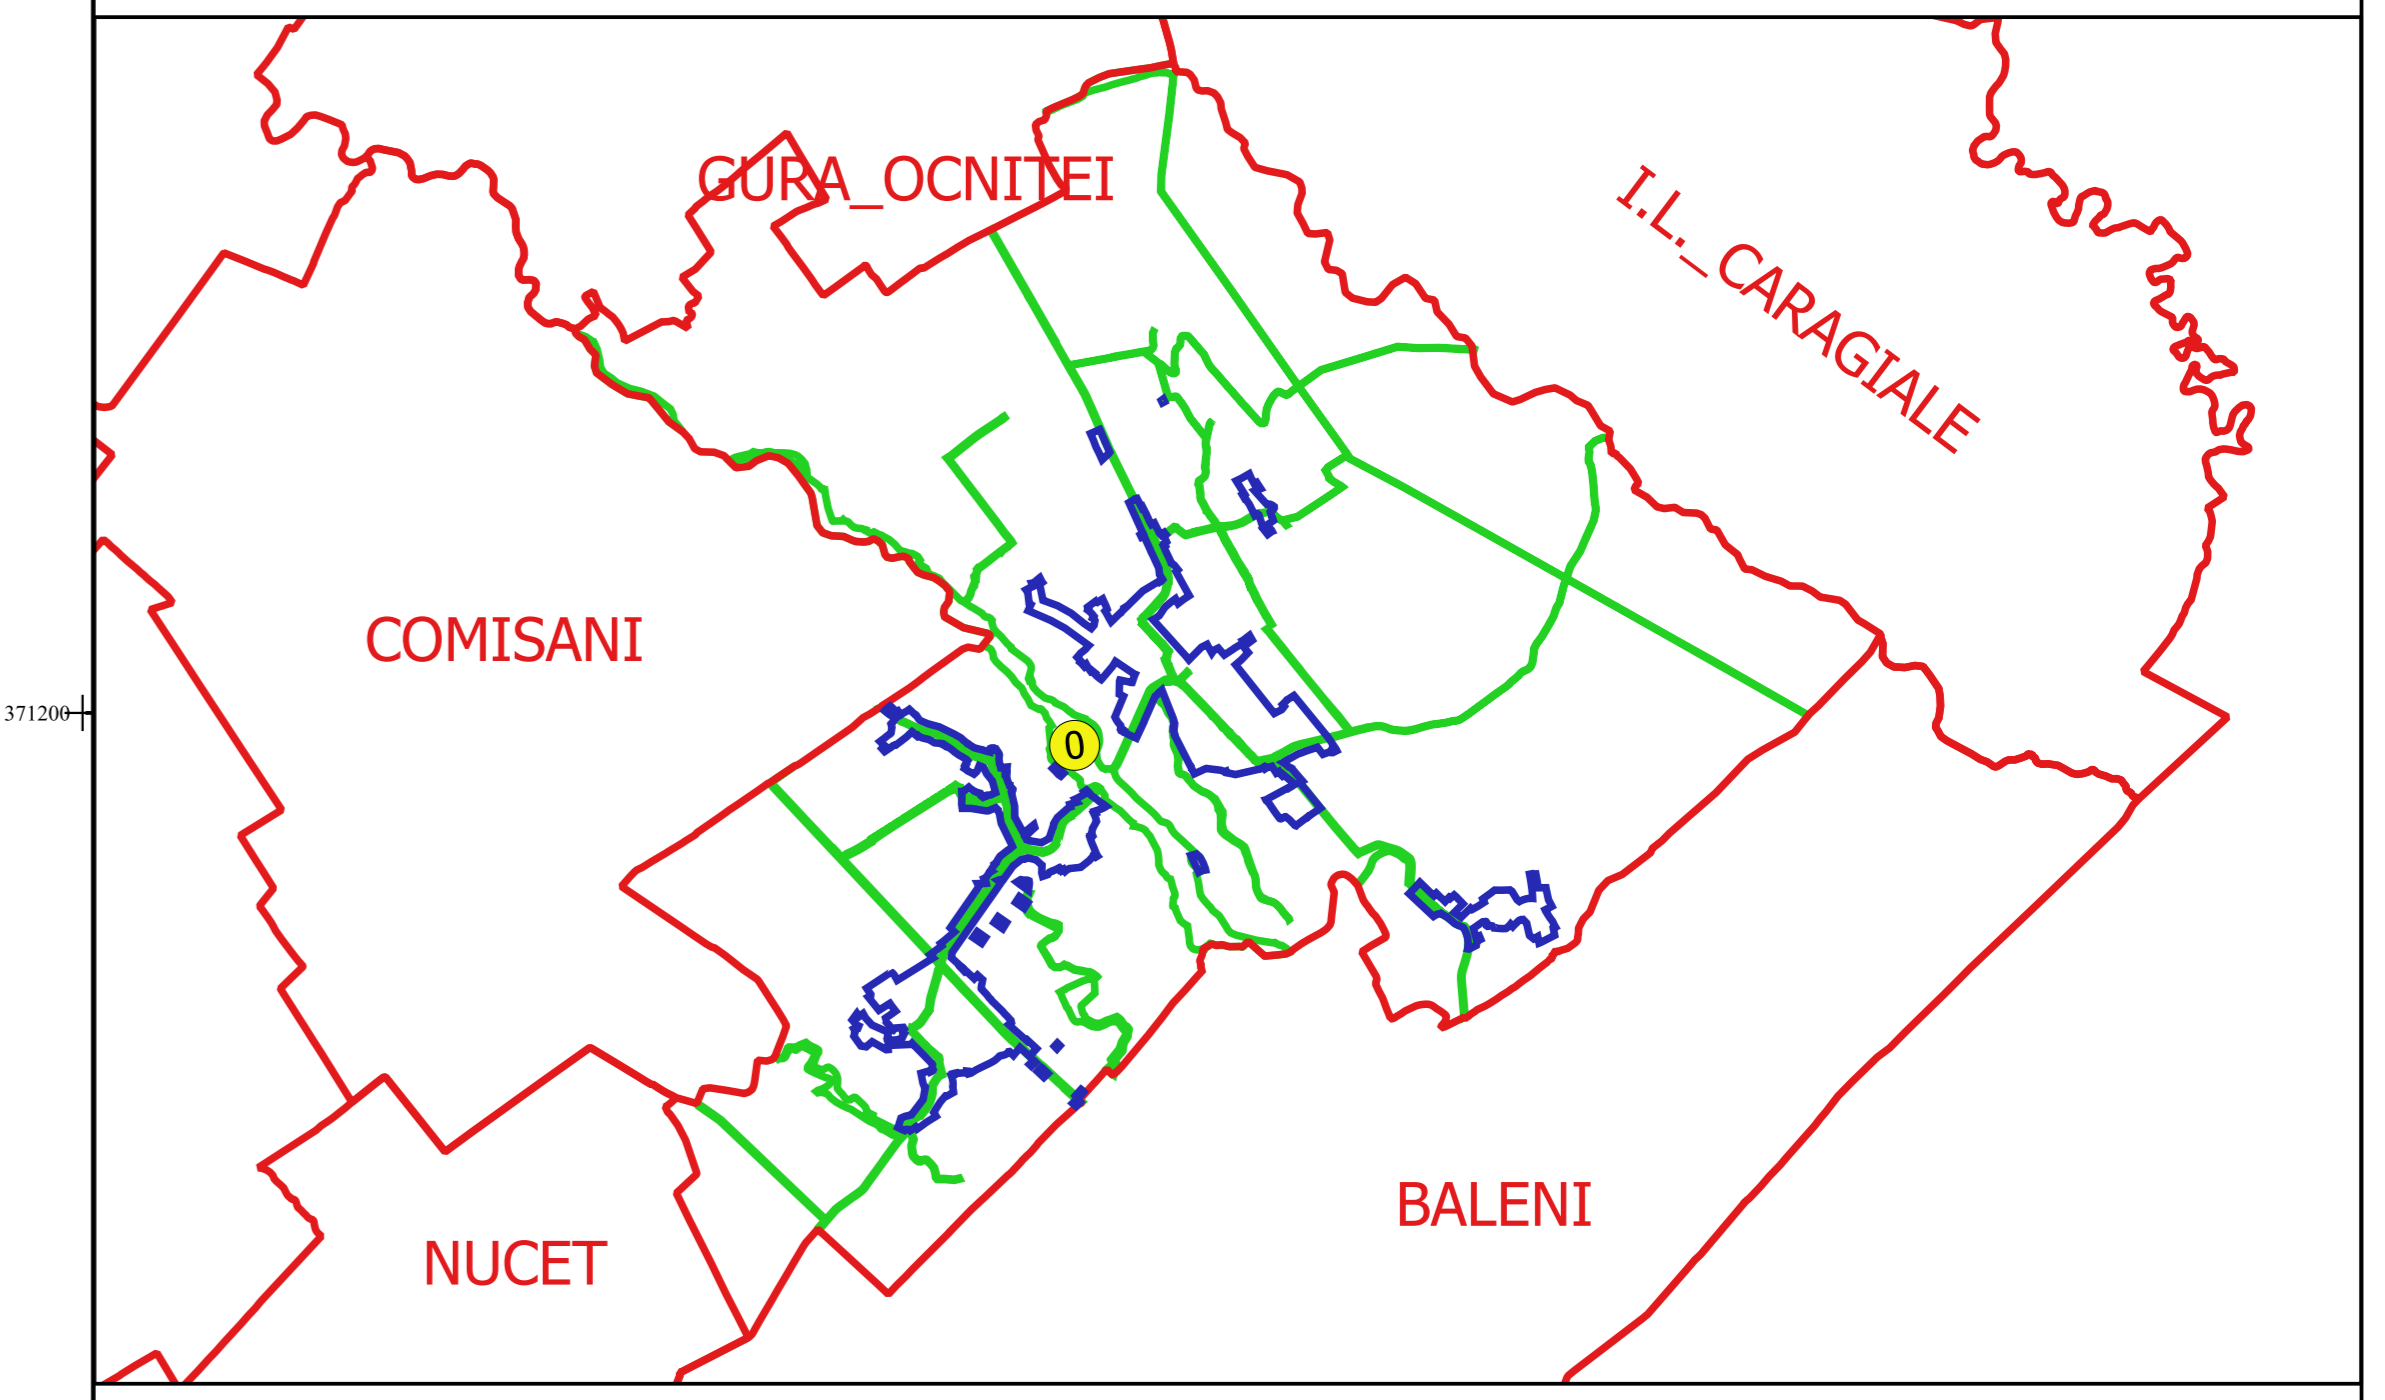 GURA_OCNITEI
I.L._CARAGIALE
COMISANI
371200
0
BALENI
NUCET